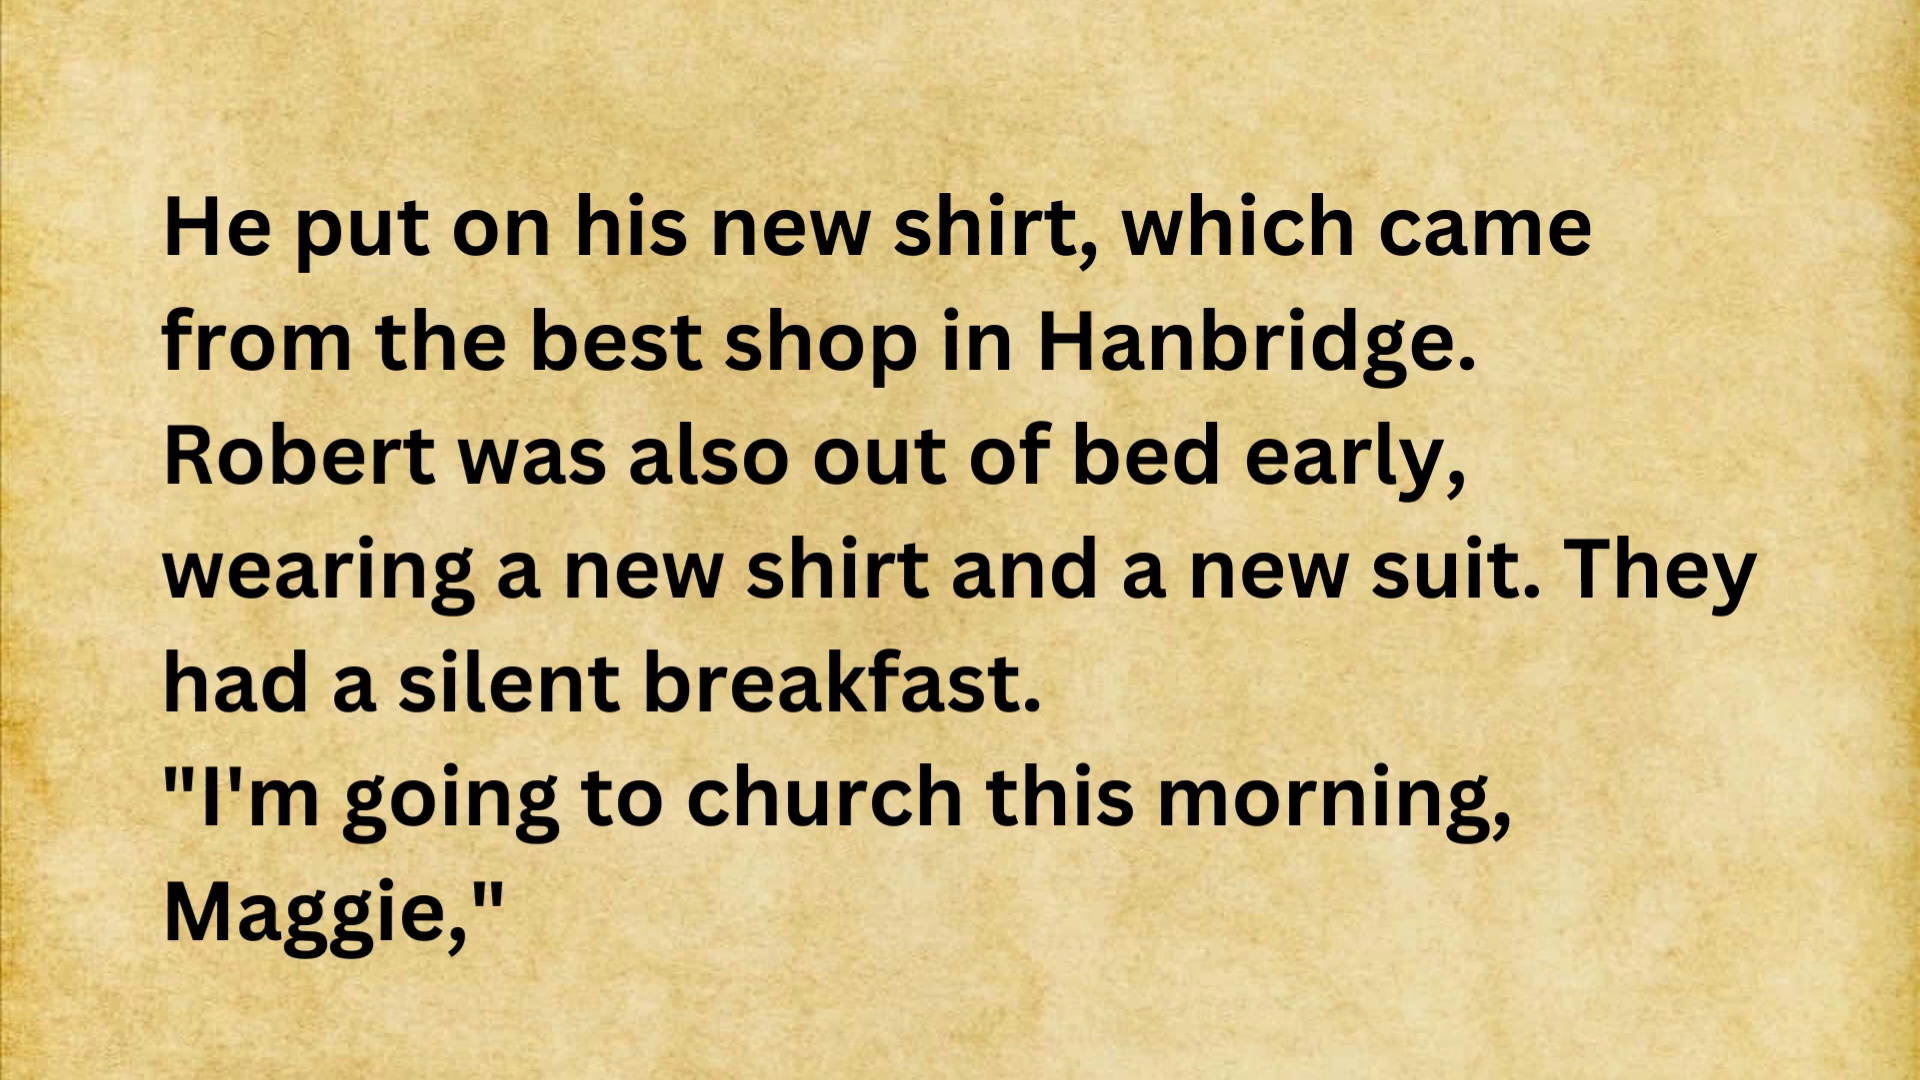 He put on his new shirt, which came
from the best shop in Hanbridge.
Robert was also out of bed early,
wearing a new shirt and a new suit. They
had a silent breakfast.
"I'm going to church this morning,
Maggie,"